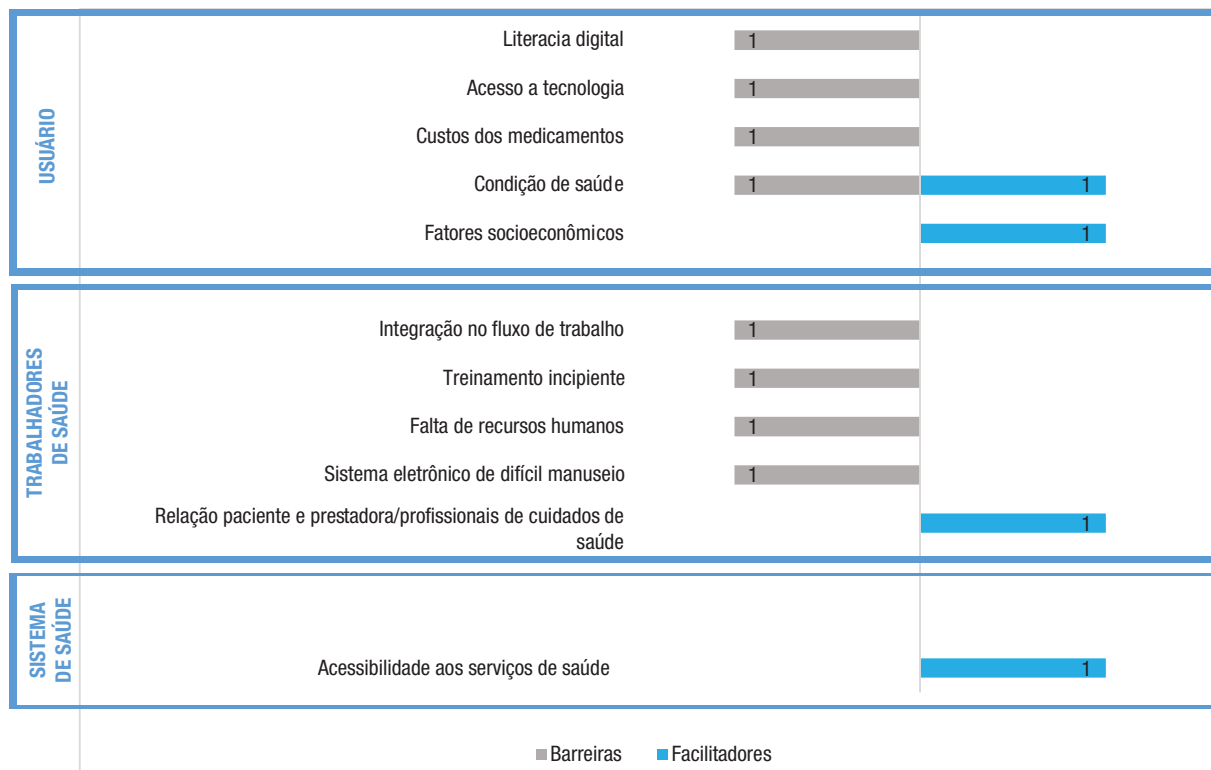 USUÁRIO
Literacia digital 1
Acesso a tecnologia 1
Custos dos medicamentos 1
Condição de saúde 1 1
Fatores socioeconômicos 1
TRABALHADORES
DE SAÚDE
Integração no fluxo de trabalho 1
Treinamento incipiente 1
Falta de recursos humanos 1
Sistema eletrônico de difícil manuseio 1
Relação paciente e prestadora/profissionais de cuidados de
saúde 1
SISTEMA
DE SAÚDE
Acessibilidade aos serviços de saúde 1
Barreiras Facilitadores